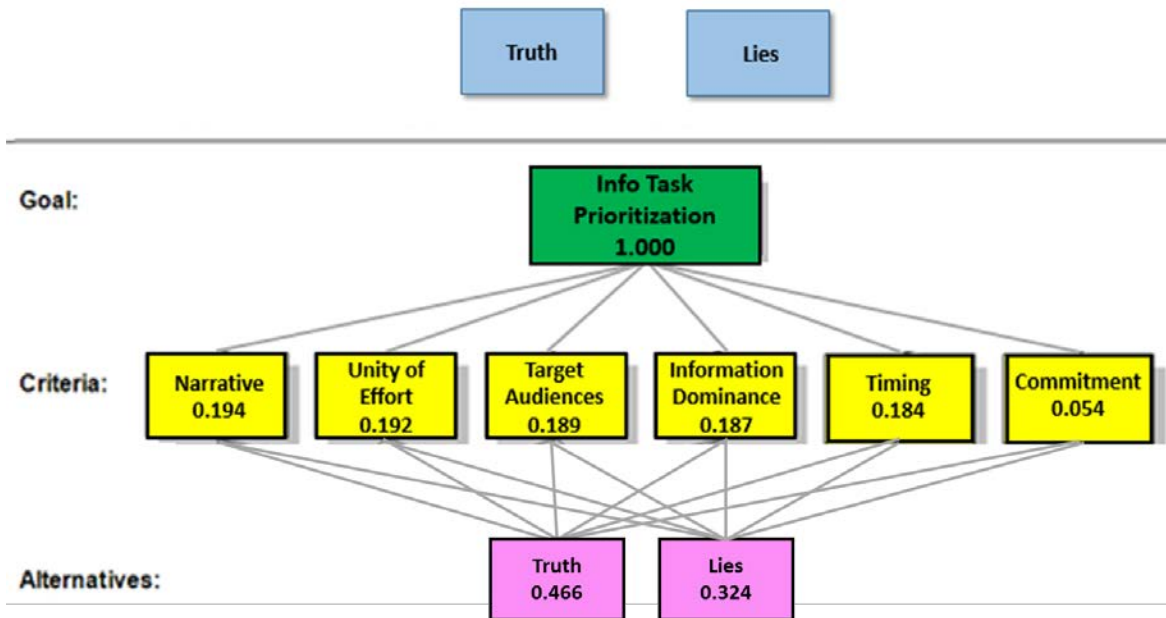 Truth
Lies
Goal:
Info Task
Prioritization
1.000
Criteria:
Narrative
0.194
Unity of
Effort
0.192
Target
Audiences
0.189
Information
Dominance
0.187
Timing
0.184
Commitment
0.054
Alternatives:
Truth
0.466
Lies
0.324